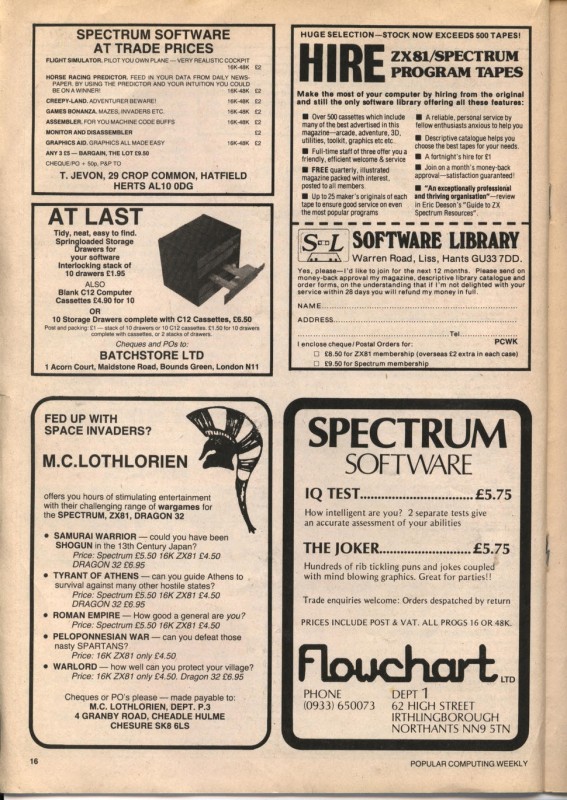 SPECTRUM SOFTWARE
AT TRADE PRICES
FLIGHT SIMULATOR. PILOT YOU OWN PLANE — VERY REALISTIC COCKPIT
16K-48K £2
HORSE RACING PREDICTOR. FEED IN YOUR DATA FROM DAILY NEWS-
PAPER. BY USING THE PREDICTOR AND YOUR INTUITION YOU COULD
BE ON A WINNER! 16K-48K £2
CREEPY-LAND. ADVENTURER BEWARE! 16K-48K £2
GAMES BONANZA. MAZES, INVADERS ETC. 16K-48K £2
ASSEMBLER. FOR YOU MACHINE CODE BUFFS 16K-48K £2
MONITOR AND DISASSEMBLER £2
GRAPHICS AID. GRAPHICS ALL MADE EASY 16K-48K £2
ANY 3 £5 — BARGAIN, THE LOT £9.50
CHEQUE/PO + 50p, P&P TO
T. JEVON, 29 CROP COMMON, HATFIELD
HERTS AL10 0DG
AT LAST
Tidy, neat, easy to find.
Springloaded Storage
Drawers for
your software
Interlocking stack of
10 drawers £1.95
ALSO
Blank C12 Computer
Cassettes £4.90 for 10
OR
10 Storage Drawers complete with C12 Cassettes, £6.50
Post and packing: £1 — stack of 10 drawers or 10 C12 cassettes. £1.50 for 10 drawers
complete with cassettes, or 2 stacks of drawers.
Cheques and POs to:
BATCHSTORE LTD
1 Acorn Court, Maidstone Road, Bounds Green, London N11
HUGE SELECTION—STOCK NOW EXCEEDS 500 TAPES!
HIRE ZX81/SPECTRUM
PROGRAM TAPES
Make the most of your computer by hiring from the original
and still the only software library offering all these features:
■ Over 500 cassettes which include
many of the best advertised in this
magazine—arcade, adventure, 3D,
utilities, toolkit, graphics etc etc.
■ Full-time staff of three offer you a
friendly, efficient welcome & service
■ FREE quarterly, illustrated
magazine packed with interest,
posted to all members
■ Up to 25 maker's originals of each
tape to ensure good service on even
the most popular programs
■ A reliable, personal service by
fellow enthusiasts anxious to help you
■ Descriptive catalogue helps you
choose the best tapes for your needs.
■ A fortnight's hire for £1
■ Join on a month's money-back
approval—satisfaction guaranteed!
■ "An exceptionally professional
and thriving organisation"—review
in Eric Deeson's "Guide to ZX
Spectrum Resources".
S-L SOFTWARE LIBRARY
Warren Road, Liss, Hants GU33 7DD.
Yes, please—I'd like to join for the next 12 months. Please send on
money-back approval my magazine, descriptive library catalogue and
order forms, on the understanding that if I'm not delighted with your
service within 28 days you will refund my money in full.
NAME
ADDRESS
Tel
I enclose cheque/Postal Orders for: PCWK
☐ £8.50 for ZX81 membership (overseas £2 extra in each case)
☐ £9.50 for Spectrum membership
FED UP WITH
SPACE INVADERS?
M.C.LOTHLORIEN
offers you hours of stimulating entertainment
with their challenging range of wargames for
the SPECTRUM, ZX81, DRAGON 32
• SAMURAI WARRIOR — could you have been
SHOGUN in the 13th Century Japan?
Price: Spectrum £5.50 16K ZX81 £4.50
DRAGON 32 £6.95
• TYRANT OF ATHENS — can you guide Athens to
survival against many other hostile states?
Price: Spectrum £5.50 16K ZX81 £4.50
DRAGON 32 £6.95
• ROMAN EMPIRE — How good a general are you?
Price: Spectrum £5.50 16K ZX81 £4.50
• PELOPONNESIAN WAR — can you defeat those
nasty SPARTANS?
Price: 16K ZX81 only £4.50
• WARLORD — how well can you protect your village?
Price: 16K ZX81 only £4.50. Dragon 32 £6.95
Cheques or PO's please — made payable to:
M.C. LOTHLORIEN, DEPT. P.3
4 GRANBY ROAD, CHEADLE HULME
CHESURE SK8 6LS
SPECTRUM
SOFTWARE
IQ TEST................................£5.75
How intelligent are you? 2 separate tests give
an accurate assessment of your abilities
THE JOKER...........................£5.75
Hundreds of rib tickling puns and jokes coupled
with mind blowing graphics. Great for parties!!
Trade enquiries welcome: Orders despatched by return
PRICES INCLUDE POST & VAT. ALL PROGS 16 OR 48K.
Flowchart LTD
PHONE
(0933) 650073
DEPT 1
62 HIGH STREET
IRTHLINGBOROUGH
NORTHANTS NN9 5TN
16
POPULAR COMPUTING WEEKLY